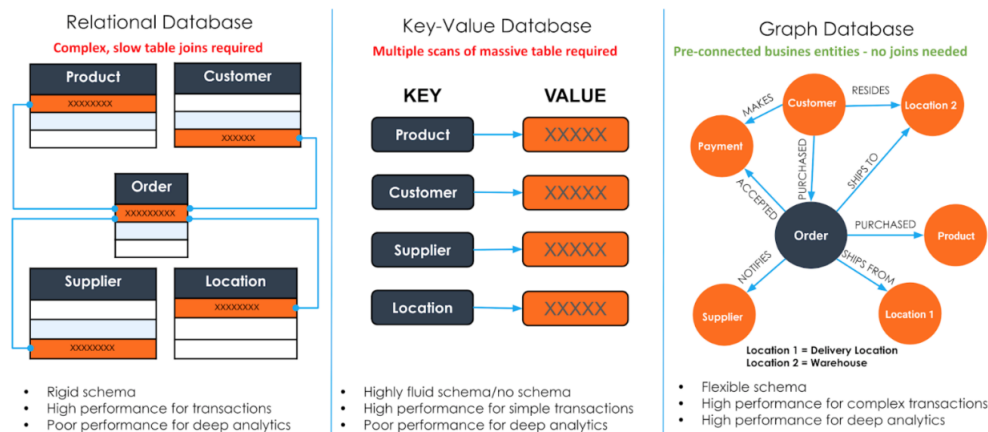 Relational Database
Complex, slow table joins required
Product
XXXXXXXX
Customer
XXXXXX
Order
XXXXXXXXX
Supplier
XXXXXXXX
Location
XXXXXXXX
• Rigid schema
• High performance for transactions
• Poor performance for deep analytics
Key-Value Database
Multiple scans of massive table required
KEY VALUE
Product XXXXX
Customer XXXXX
Supplier XXXXX
Location XXXXX
• Highly fluid schema/no schema
• High performance for simple transactions
• Poor performance for deep analytics
Graph Database
Pre-connected busines entities - no joins needed
Customer
RESIDES
Location 2
MAKES
Payment
PURCHASED
SHIPS TO
ACCEPTED
Order
PURCHASED
Product
NOTIFIES
SHIPS FROM
Supplier
Location 1
Location 1 = Delivery Location
Location 2 = Warehouse
• Flexible schema
• High performance for complex transactions
• High performance for deep analytics